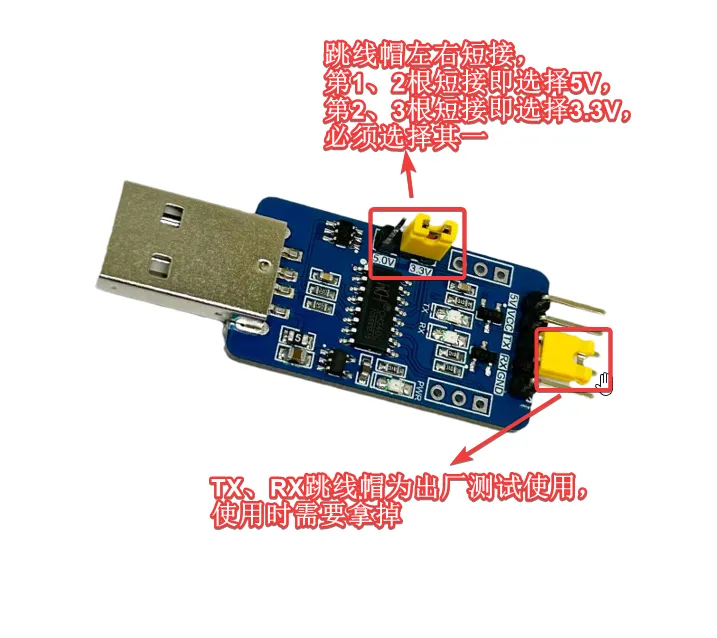 跳线帽左右短接，
第1、2根短接即选择5V，
第2、3根短接即选择3.3V，
必须选择其一
5.0V
3.3V
5V
VCC
TX
RX
GND
TX
RX
PWR
TX、RX跳线帽为出厂测试使用，
使用时需要拿掉